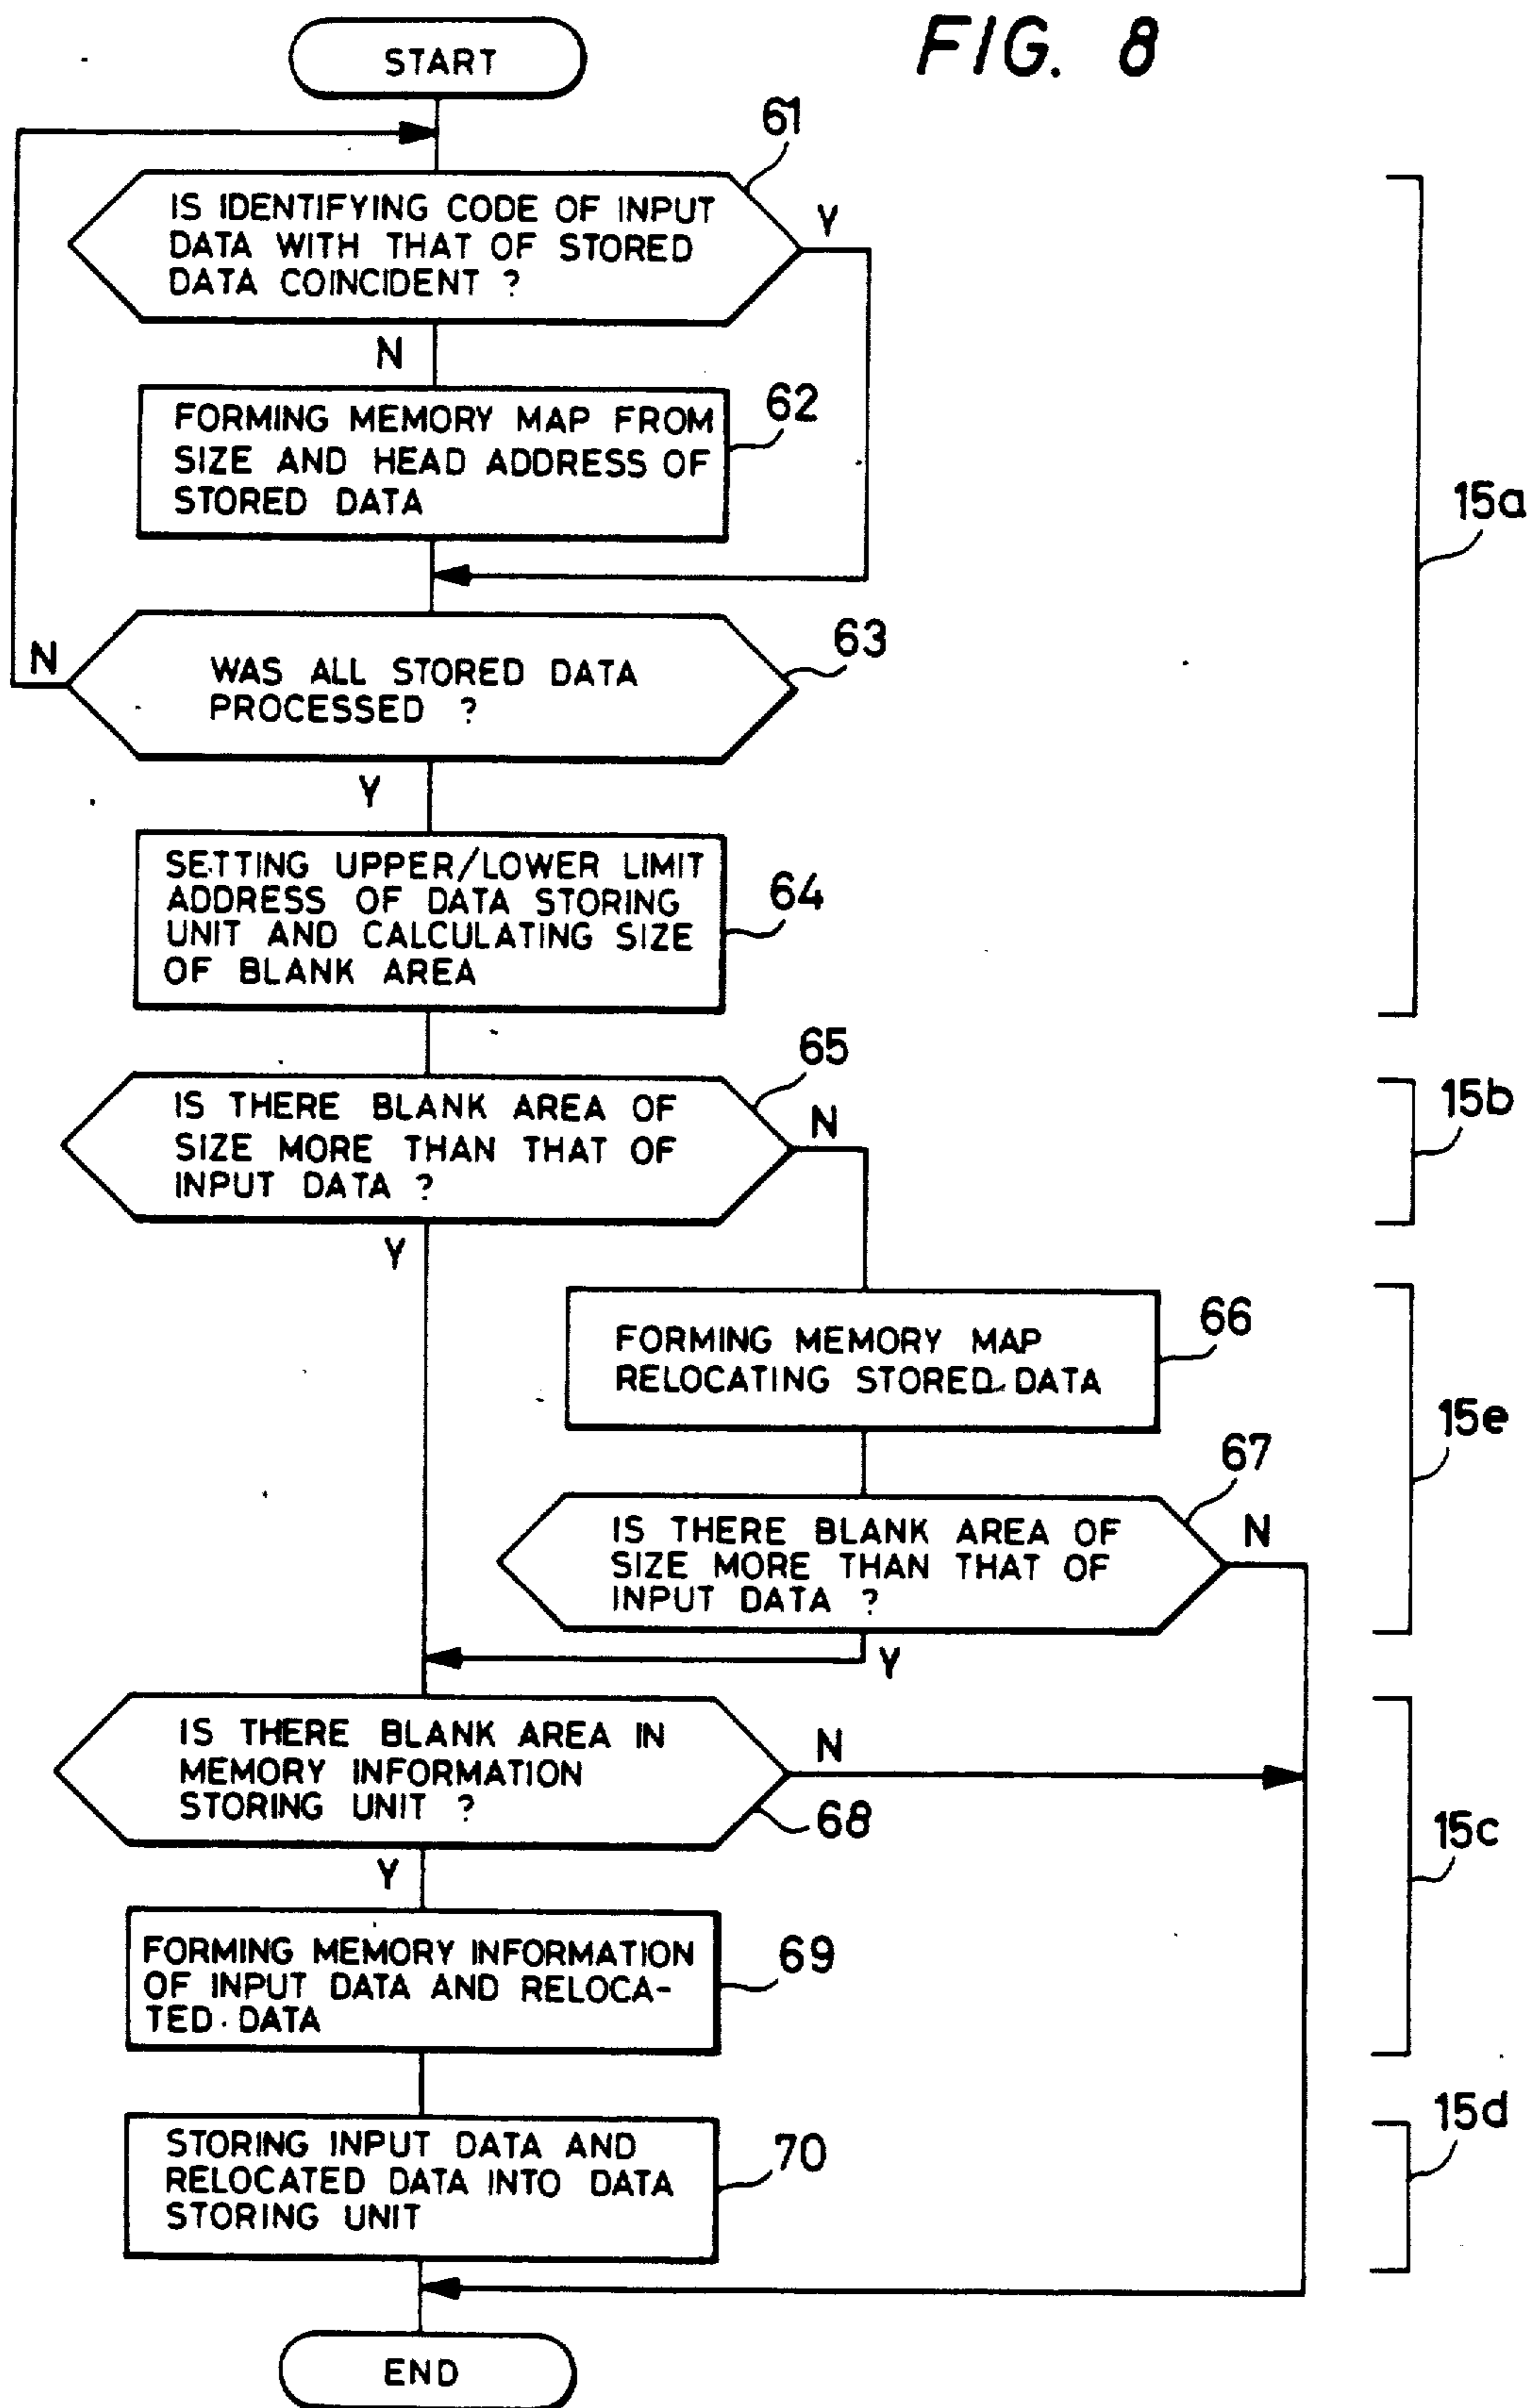 FIG. 8
START
61
IS IDENTIFYING CODE OF INPUT
DATA WITH THAT OF STORED
DATA COINCIDENT ?
Y
N
FORMING MEMORY MAP FROM
SIZE AND HEAD ADDRESS OF
STORED DATA
62
15a
N
WAS ALL STORED DATA
PROCESSED ?
63
Y
SETTING UPPER/LOWER LIMIT
ADDRESS OF DATA STORING
UNIT AND CALCULATING SIZE
OF BLANK AREA
64
65
IS THERE BLANK AREA OF
SIZE MORE THAN THAT OF
INPUT DATA ?
N
15b
Y
FORMING MEMORY MAP
RELOCATING STORED DATA
66
15e
67
IS THERE BLANK AREA OF
SIZE MORE THAN THAT OF
INPUT DATA ?
N
Y
IS THERE BLANK AREA IN
MEMORY INFORMATION
STORING UNIT ?
N
68
15c
Y
FORMING MEMORY INFORMATION
OF INPUT DATA AND RELOCA-
TED DATA
69
STORING INPUT DATA AND
RELOCATED DATA INTO DATA
STORING UNIT
70
15d
END